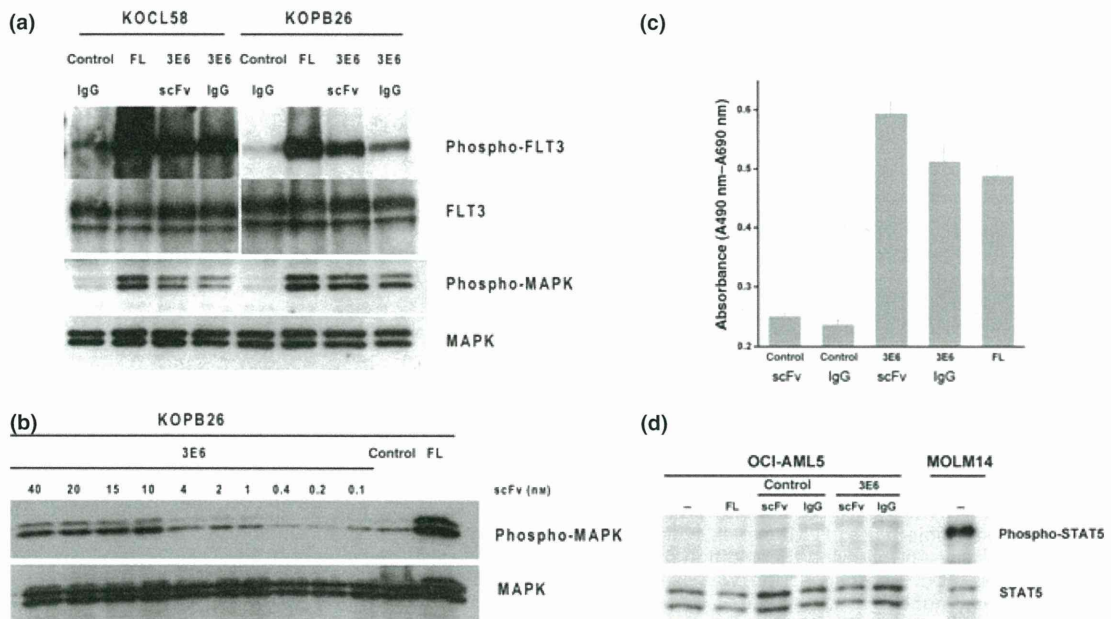 (a)
KOCL58 KOPB26
Control FL 3E6 3E6 Control FL 3E6 3E6
IgG scFv IgG IgG scFv IgG
Phospho-FLT3
FLT3
Phospho-MAPK
MAPK
(b)
KOPB26
3E6 Control FL
40 20 15 10 4 2 1 0.4 0.2 0.1 scFv (nM)
Phospho-MAPK
MAPK
(c)
Absorbance (A490 nm–A690 nm)
0.6
0.5
0.4
0.3
0.2
Control Control 3E6 3E6 FL
scFv IgG scFv IgG
(d)
OCI-AML5 MOLM14
Control 3E6
– FL scFv IgG scFv IgG –
Phospho-STAT5
STAT5